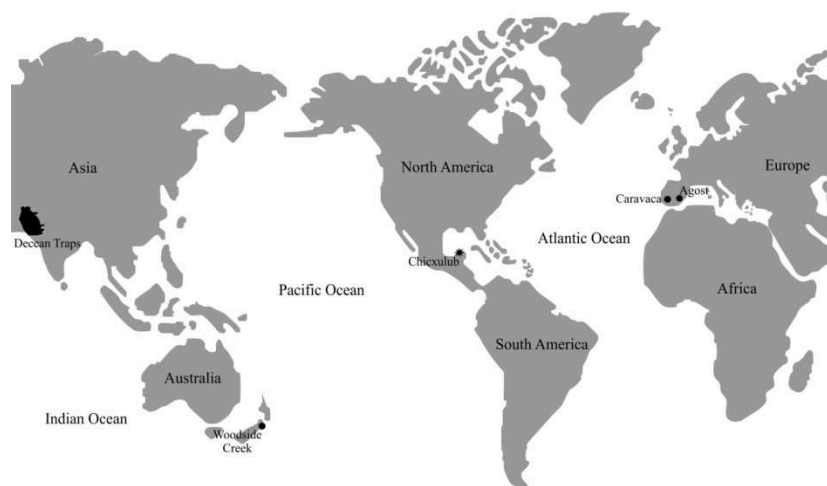 Asia
North America
Europe
Caravaca
Agost
Deccan Traps
Atlantic Ocean
Chicxulub
Pacific Ocean
Africa
South America
Australia
Indian Ocean
Woodside
Creek